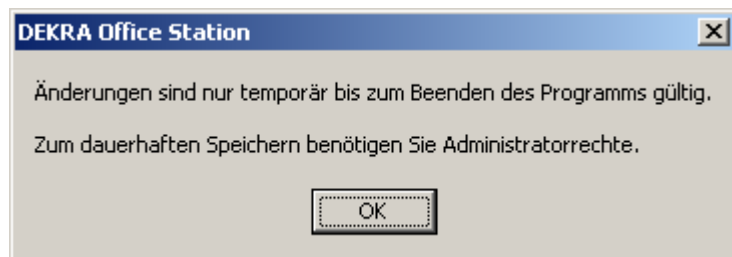 DEKRA Office Station
Änderungen sind nur temporär bis zum Beenden des Programms gültig.
Zum dauerhaften Speichern benötigen Sie Administratorrechte.
OK